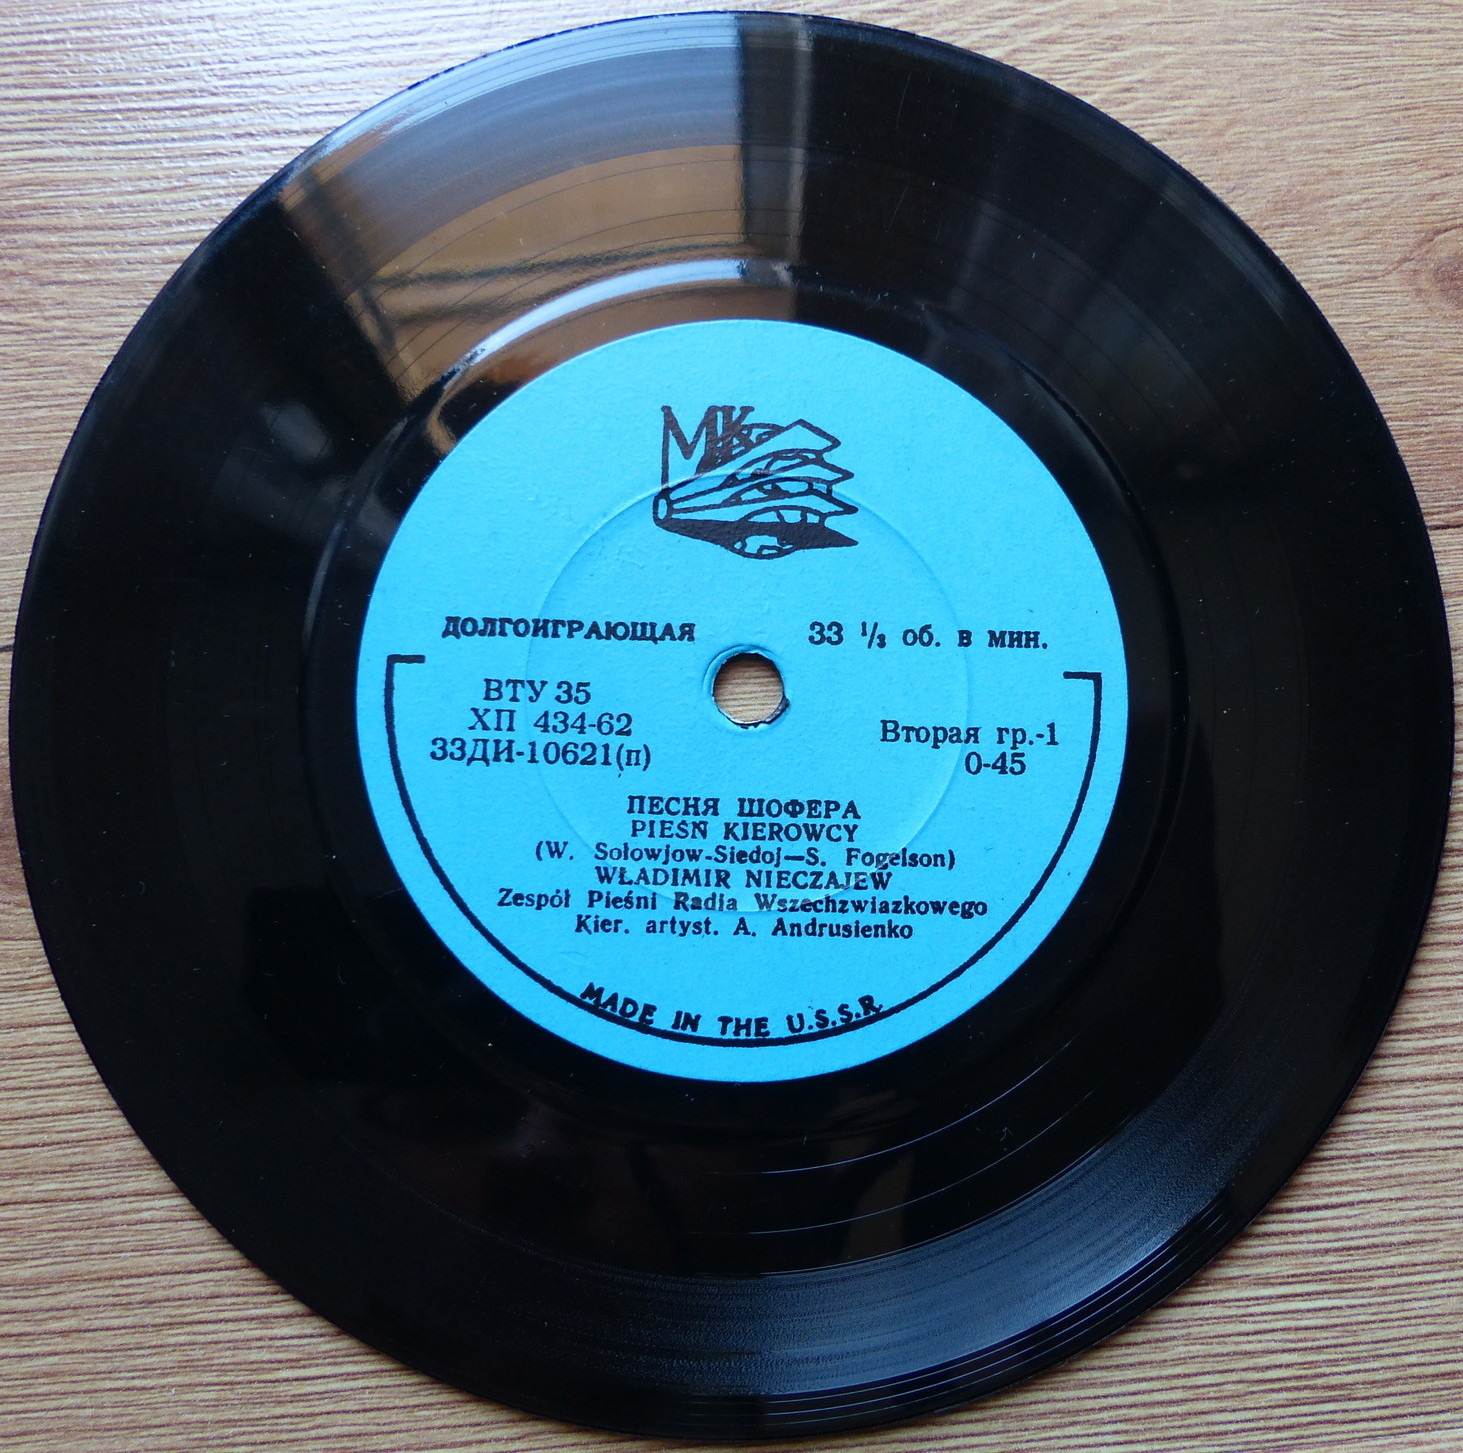 МК
ДОЛГОИГРАЮЩАЯ 33 1/3 об. в мин.
ВТУ 35
ХП 434-62
33ДИ-10621(п)
Вторая гр.-1
0-45
ПЕСНЯ ШОФЕРА
PIEŚN KIEROWCY
(W. Sołowjow-Siedoj—S. Fogelson)
WŁADIMIR NIECZAJEW
Zespół Pieśni Radia Wszechzwiazkowego
Kier. artyst. A. Andrusienko
MADE IN THE U.S.S.R.